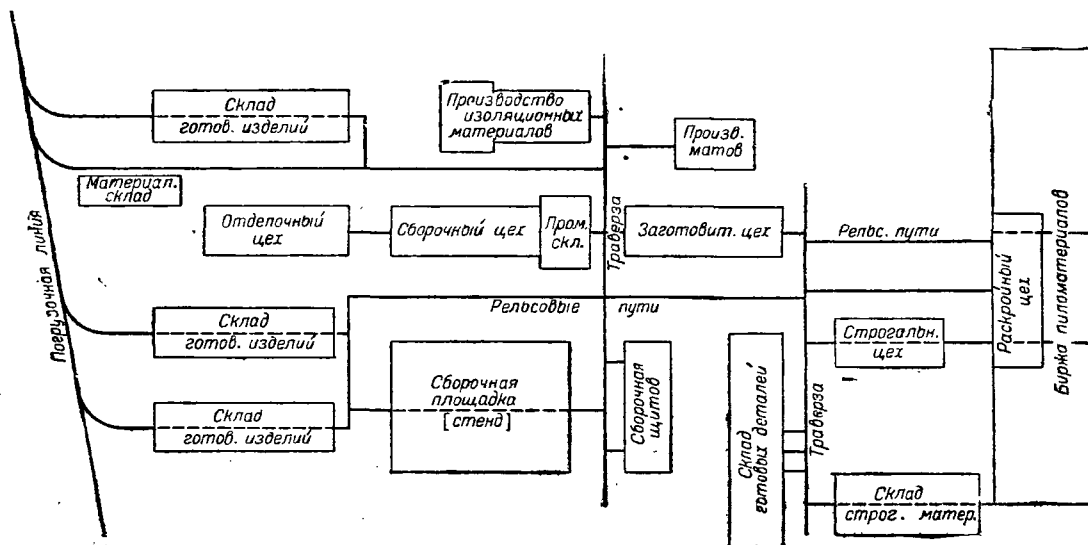 Склад
готов. изделий
Производство
изоляционных
материалов
Произв.
матов
Материал.
склад
Отделочный
цех
Сборочный цех
Пром.
скл.
Траверза
Заготовит. цех
Рельс. пути
Раскройный
цех
Биржа пиломатериалов
Погрузочная линия
Рельсовые пути
Склад
готов. изделий
Строгальн.
цех
Сборочная
площадка
[стенд]
Сборочная
щитов
Склад
готовых деталей
Траверза
Склад
готов. изделий
Склад
строг. матер.